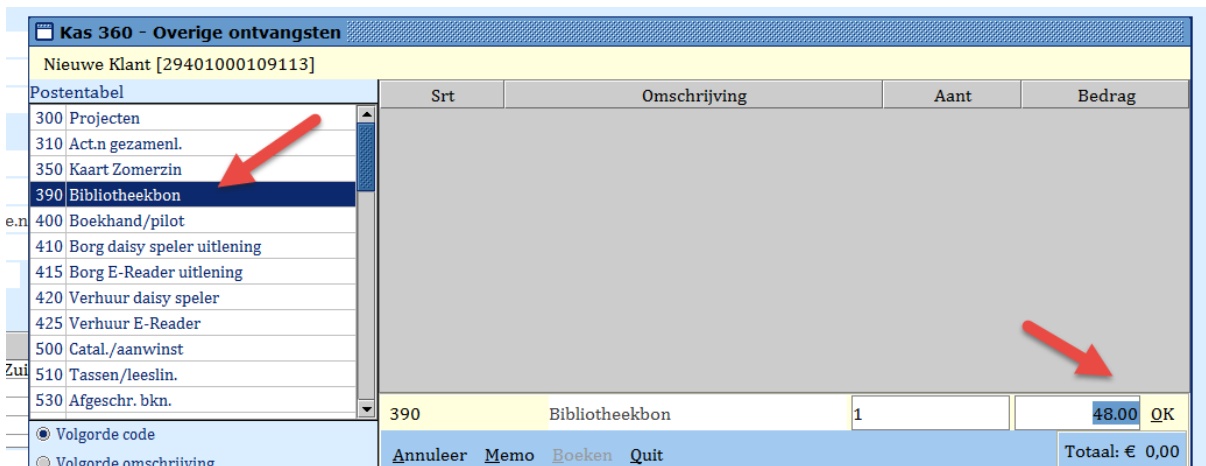 Kas 360 - Overige ontvangsten
Nieuwe Klant [29401000109113]
Postentabel
Srt Omschrijving Aant Bedrag
300 Projecten
310 Act.n gezamenl.
350 Kaart Zomerzin
390 Bibliotheekbon
e.n
400 Boekhand/pilot
410 Borg daisy speler uitlening
415 Borg E-Reader uitlening
420 Verhuur daisy speler
425 Verhuur E-Reader
500 Catal./aanwinst
Zui
510 Tassen/leeslin.
530 Afgeschr. bkn.
390 Bibliotheekbon 1 48.00 OK
Volgorde code
Volgorde omschrijving
Annuleer Memo Boeken Quit
Totaal: € 0,00